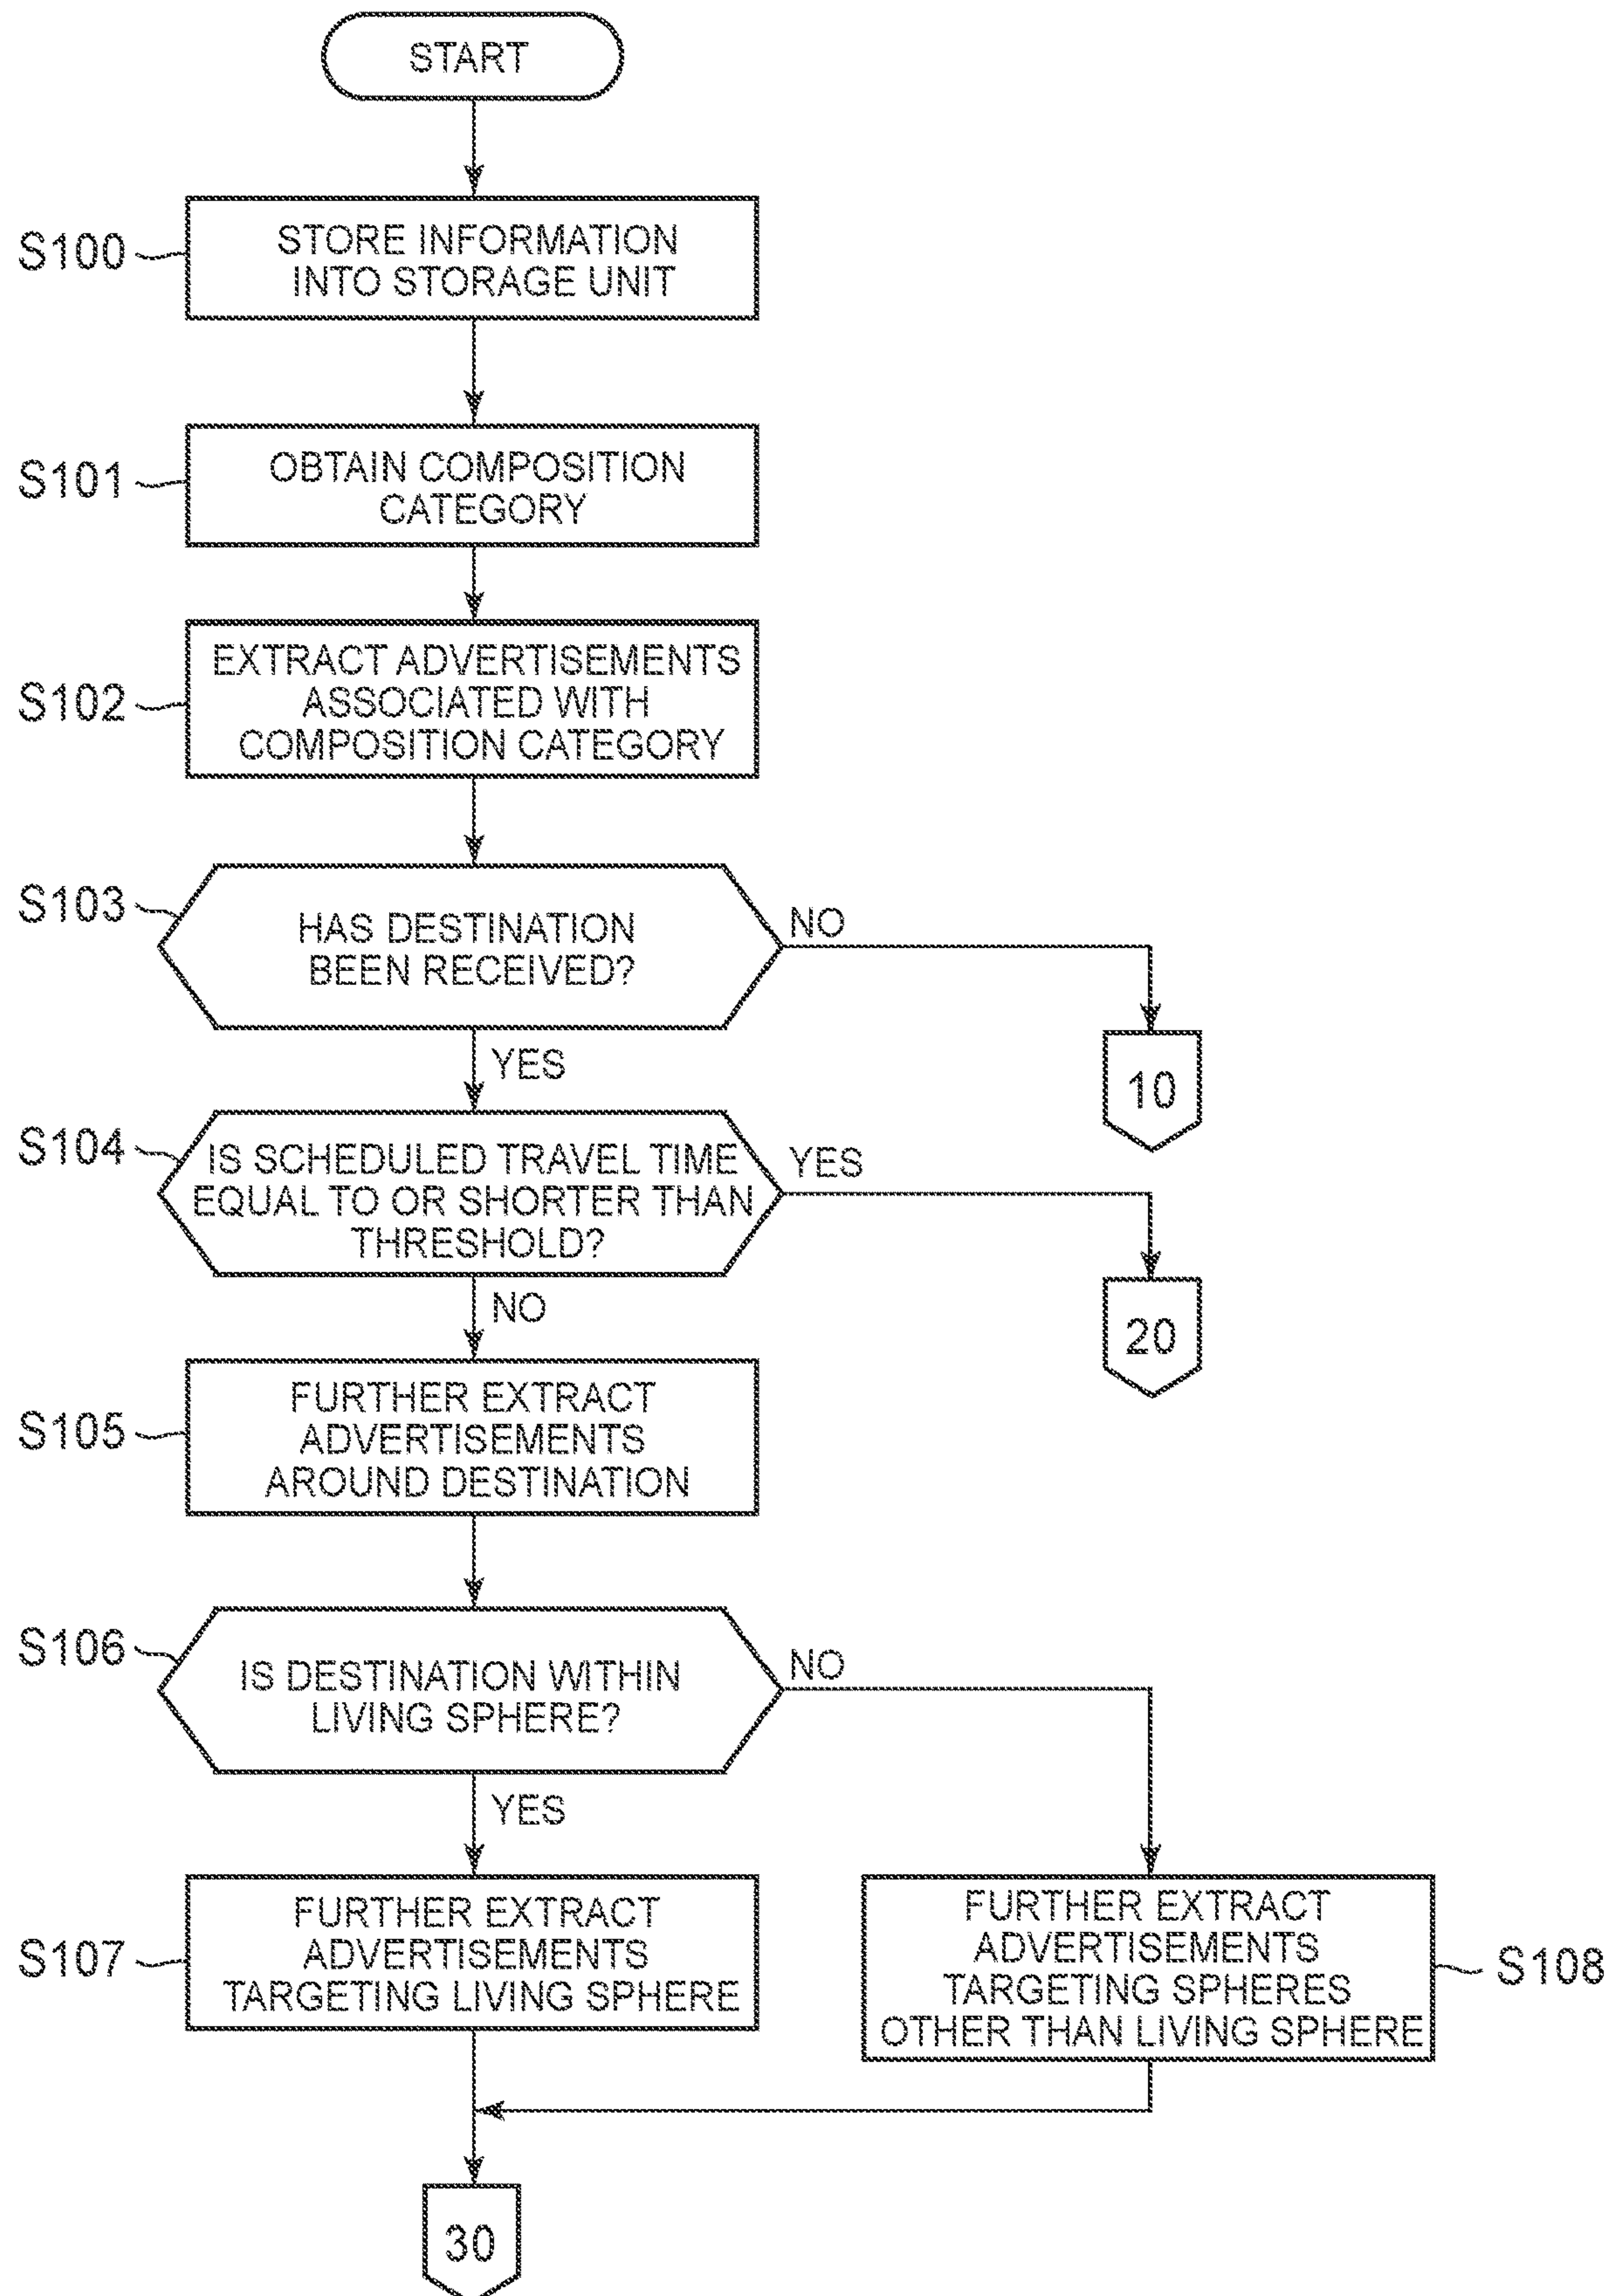 START
S100
STORE INFORMATION
INTO STORAGE UNIT
S101
OBTAIN COMPOSITION
CATEGORY
S102
EXTRACT ADVERTISEMENTS
ASSOCIATED WITH
COMPOSITION CATEGORY
S103
HAS DESTINATION
BEEN RECEIVED?
NO
10
YES
S104
IS SCHEDULED TRAVEL TIME
EQUAL TO OR SHORTER THAN
THRESHOLD?
YES
20
NO
S105
FURTHER EXTRACT
ADVERTISEMENTS
AROUND DESTINATION
S106
IS DESTINATION WITHIN
LIVING SPHERE?
NO
YES
S107
FURTHER EXTRACT
ADVERTISEMENTS
TARGETING LIVING SPHERE
FURTHER EXTRACT
ADVERTISEMENTS
TARGETING SPHERES
OTHER THAN LIVING SPHERE
S108
30